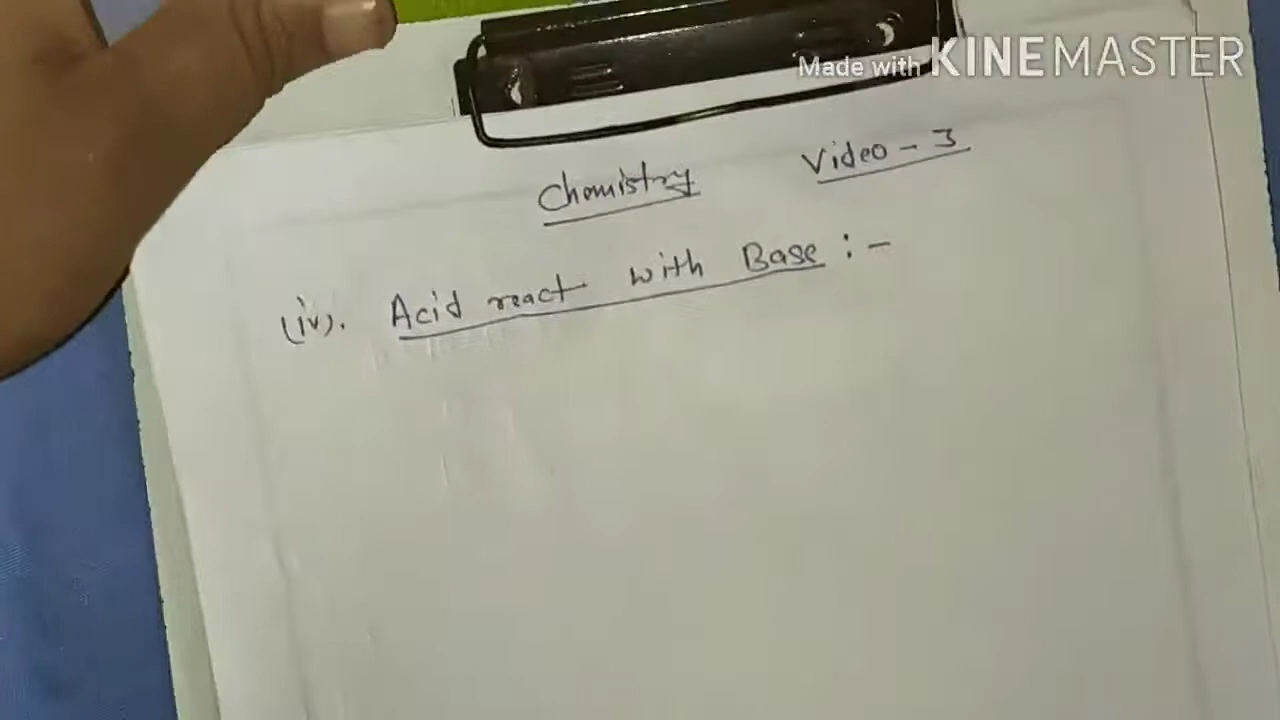 Made with KINEMASTER
Chemistry Video - 3
(iv). Acid react with Base : -